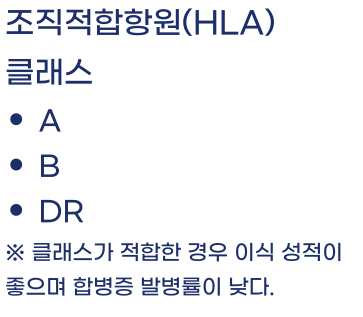 조직적합항원(HLA)
클래스
• A
• B
• DR
※ 클래스가 적합한 경우 이식 성적이
좋으며 합병증 발병률이 낮다.